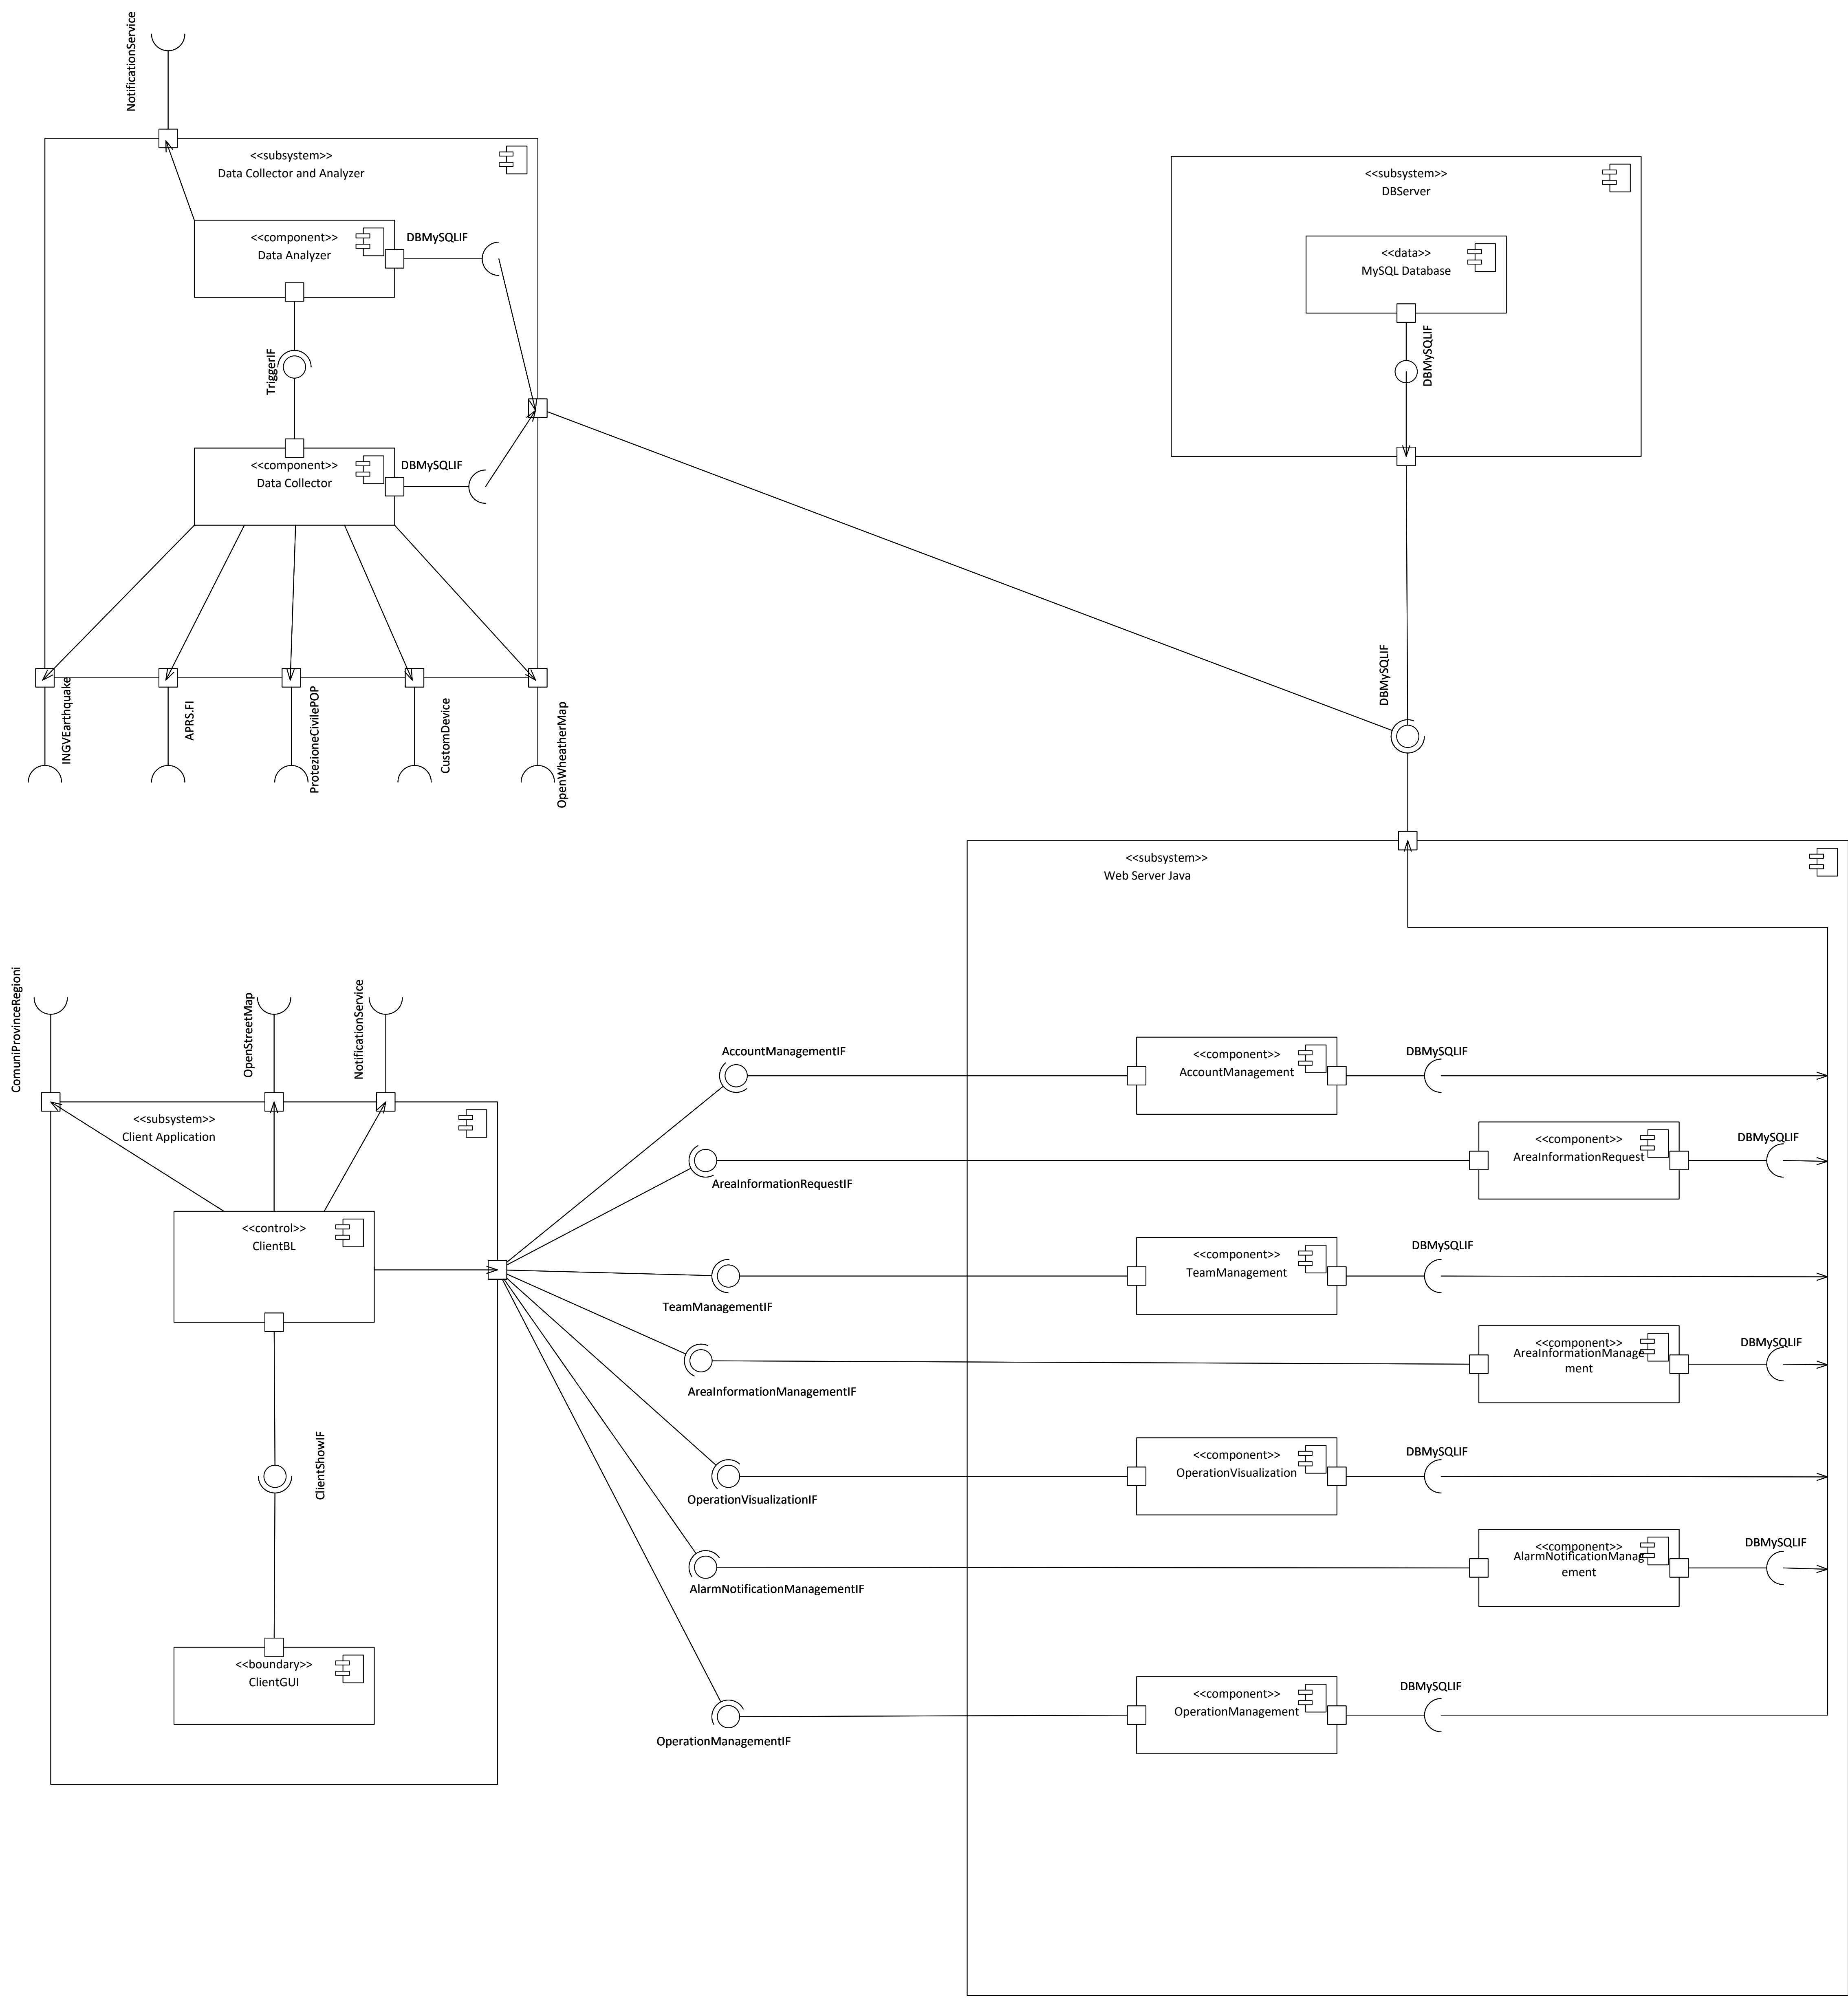 NotificationService
<<subsystem>>
Data Collector and Analyzer
<<component>>
Data Analyzer
DBMySQLIF
TriggerIF
<<component>>
Data Collector
DBMySQLIF
INGVEarthquake
APRS.FI
ProtezioneCivilePOP
CustomDevice
OpenWheatherMap
<<subsystem>>
DBServer
<<data>>
MySQL Database
DBMySQLIF
DBMySQLIF
<<subsystem>>
Web Server Java
ComuniProvinceRegioni
OpenStreetMap
NotificationService
<<subsystem>>
Client Application
<<control>>
ClientBL
ClientShowIF
<<boundary>>
ClientGUI
AccountManagementIF
AreaInformationRequestIF
TeamManagementIF
AreaInformationManagementIF
OperationVisualizationIF
AlarmNotificationManagementIF
OperationManagementIF
<<component>>
AccountManagement
DBMySQLIF
<<component>>
AreaInformationRequest
DBMySQLIF
<<component>>
TeamManagement
DBMySQLIF
<<component>>
AreaInformationManage
ment
DBMySQLIF
<<component>>
OperationVisualization
DBMySQLIF
<<component>>
AlarmNotificationManag
ement
DBMySQLIF
<<component>>
OperationManagement
DBMySQLIF